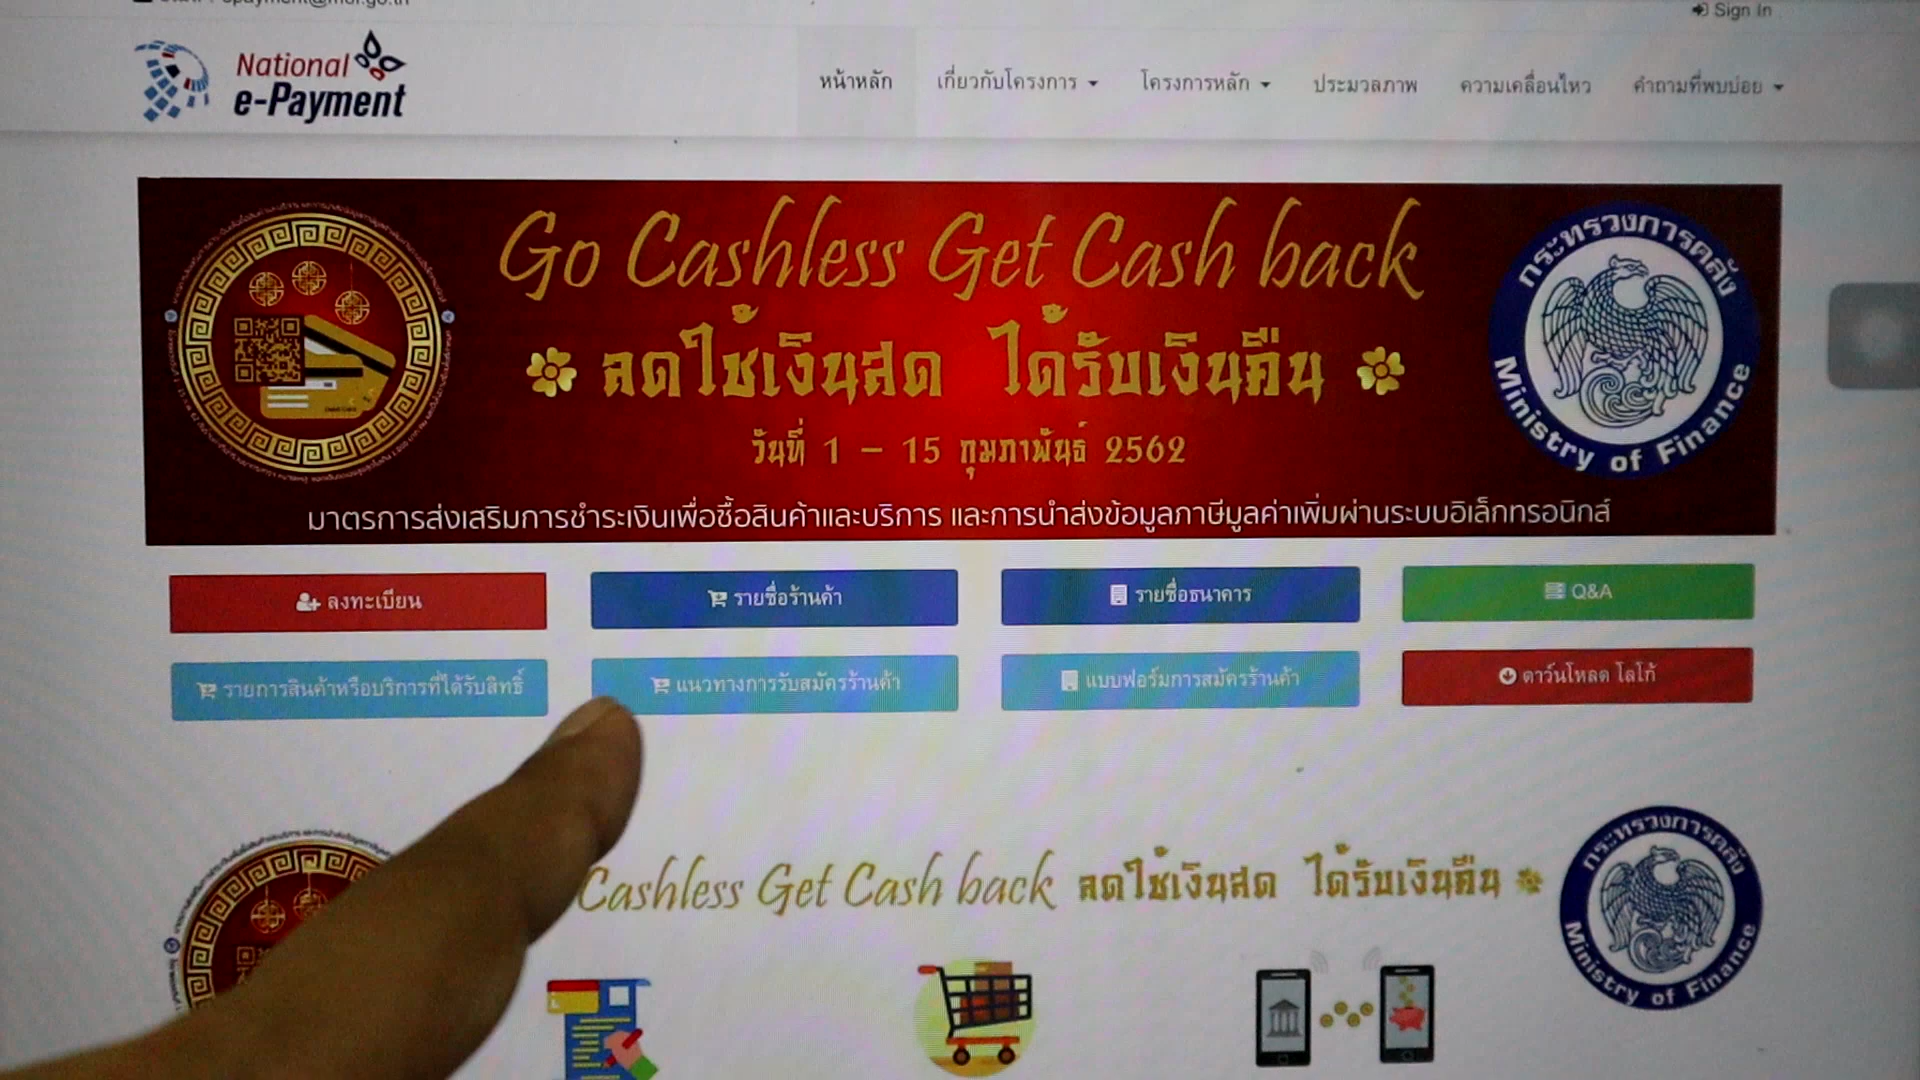 Sign In
National
e-Payment
หน้าหลัก
เกี่ยวกับโครงการ
โครงการหลัก
ประมวลภาพ
ความเคลื่อนไหว
คำถามที่พบบ่อย
Go Cashless Get Cash back
ลดใช้เงินสด ได้รับเงินคืน
วันที่ 1 - 15 กุมภาพันธ์ 2562
มาตรการส่งเสริมการชำระเงินเพื่อซื้อสินค้าและบริการ และการนำส่งข้อมูลภาษีมูลค่าเพิ่มผ่านระบบอิเล็กทรอนิกส์
กระทรวงการคลัง
Ministry of Finance
ลงทะเบียน
รายชื่อร้านค้า
รายชื่อธนาคาร
Q&A
รายการสินค้าหรือบริการที่ได้รับสิทธิ์
แนวทางการรับสมัครร้านค้า
แบบฟอร์มการสมัครร้านค้า
ดาวน์โหลด โลโก้
Cashless Get Cash back ลดใช้เงินสด ได้รับเงินคืน
กระทรวงการคลัง
Ministry of Finance